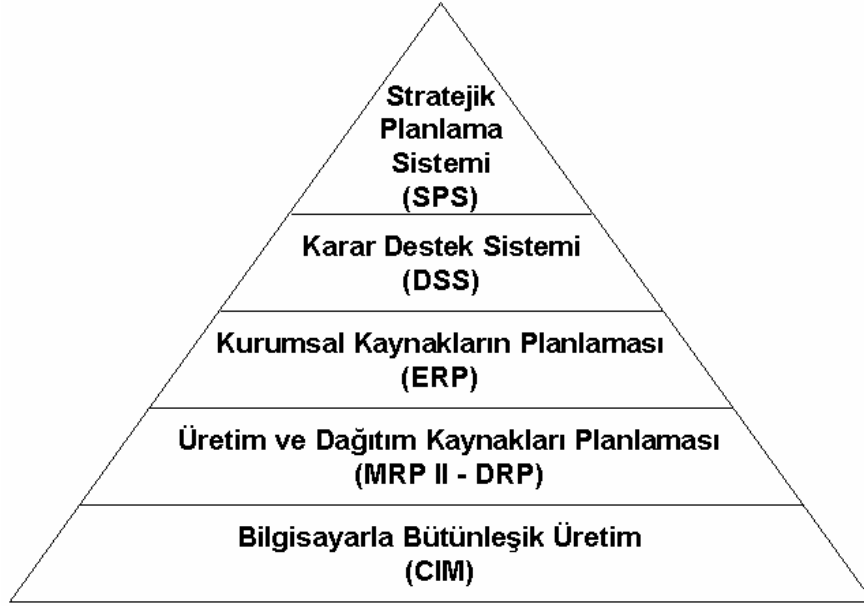 Stratejik
Planlama
Sistemi
(SPS)
Karar Destek Sistemi
(DSS)
Kurumsal Kaynakların Planlaması
(ERP)
Üretim ve Dağıtım Kaynakları Planlaması
(MRP II - DRP)
Bilgisayarla Bütünleşik Üretim
(CIM)